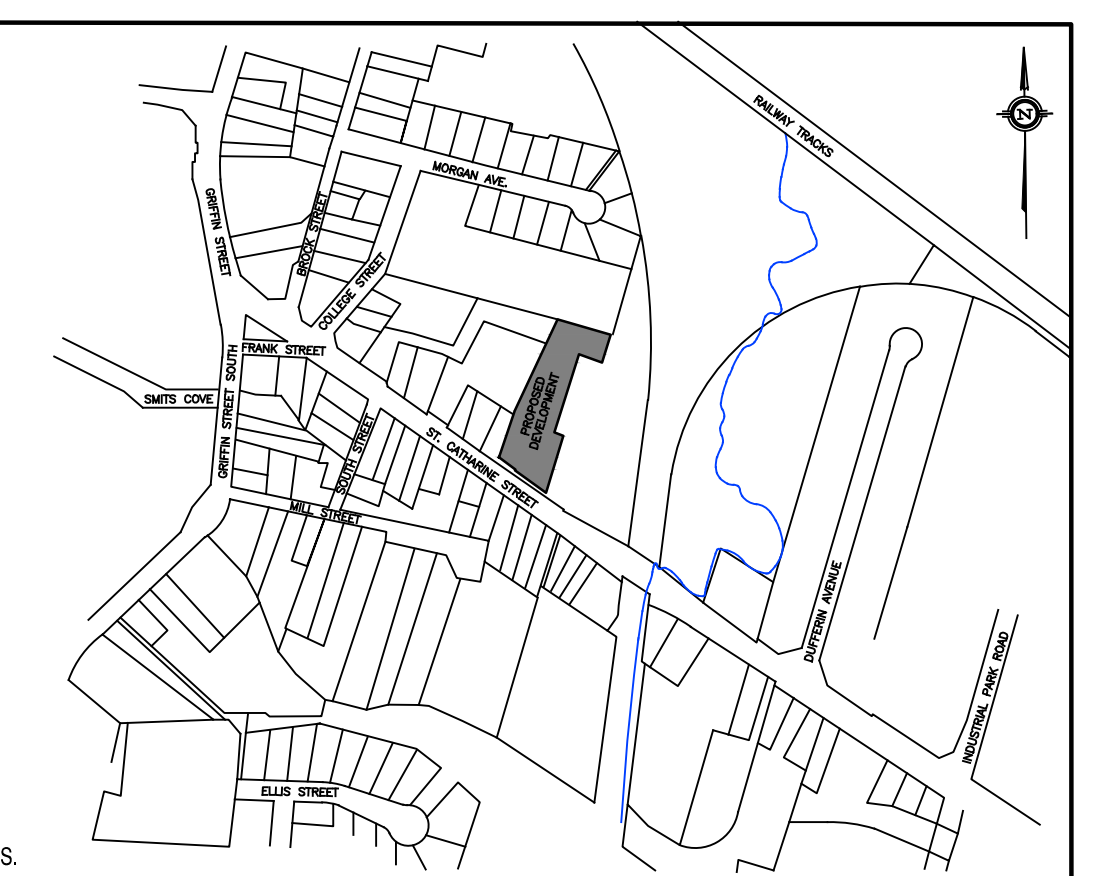 RAILWAY TRACKS
N
MORGAN AVE.
GRIFFIN STREET
BROCK STREET
COLLEGE STREET
FRANK STREET
SMITS COVE
GRIFFIN STREET SOUTH
PROPOSED
DEVELOPMENT
ST. CATHARINE STREET
SOUTH STREET
MILL STREET
DUFFERIN AVENUE
INDUSTRIAL PARK ROAD
ELLIS STREET
S.